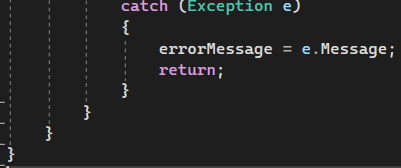 catch (Exception e)
{
errorMessage = e.Message;
return;
}
}
}
}